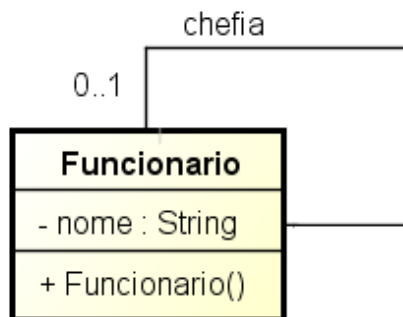 chefia
0..1
Funcionario
- nome : String
+ Funcionario()